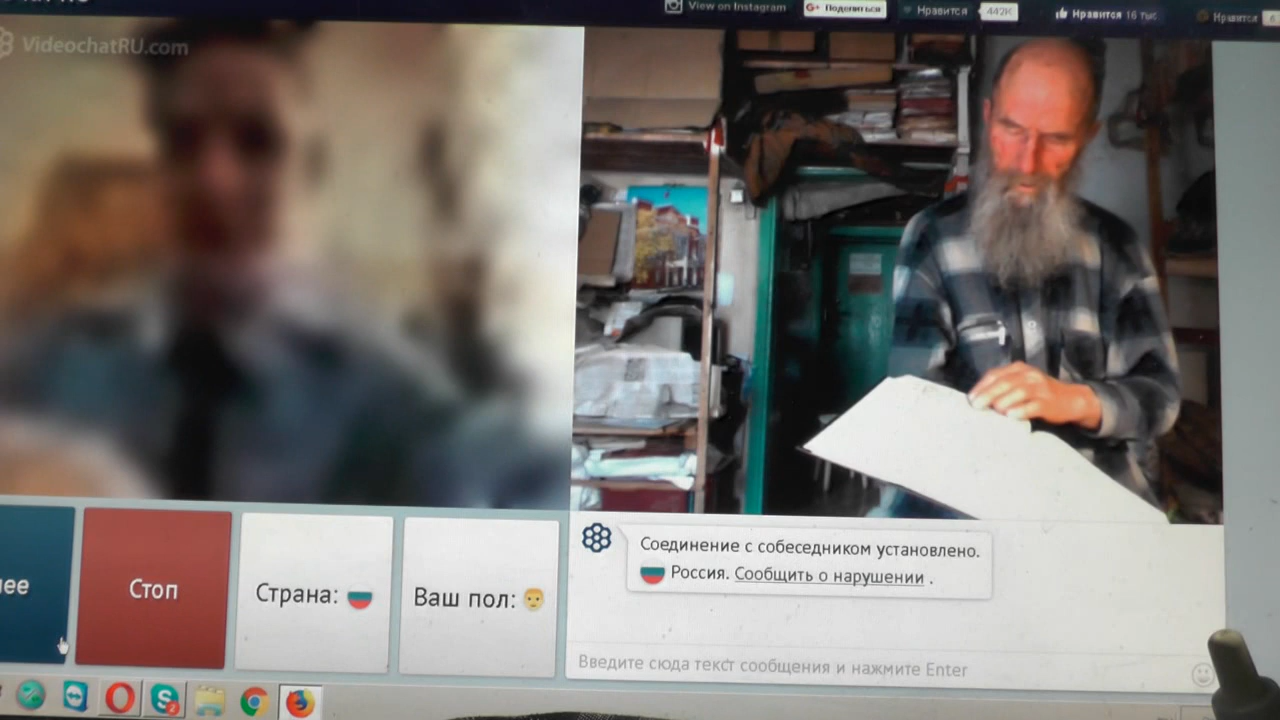 View on Instagram
Поделиться
Нравится
442K
Нравится 16 тыс
Нравится
VideochatRU.com
Стоп
Страна:
Ваш пол:
Соединение с собеседником установлено.
Россия. Сообщить о нарушении .
Введите сюда текст сообщения и нажмите Enter